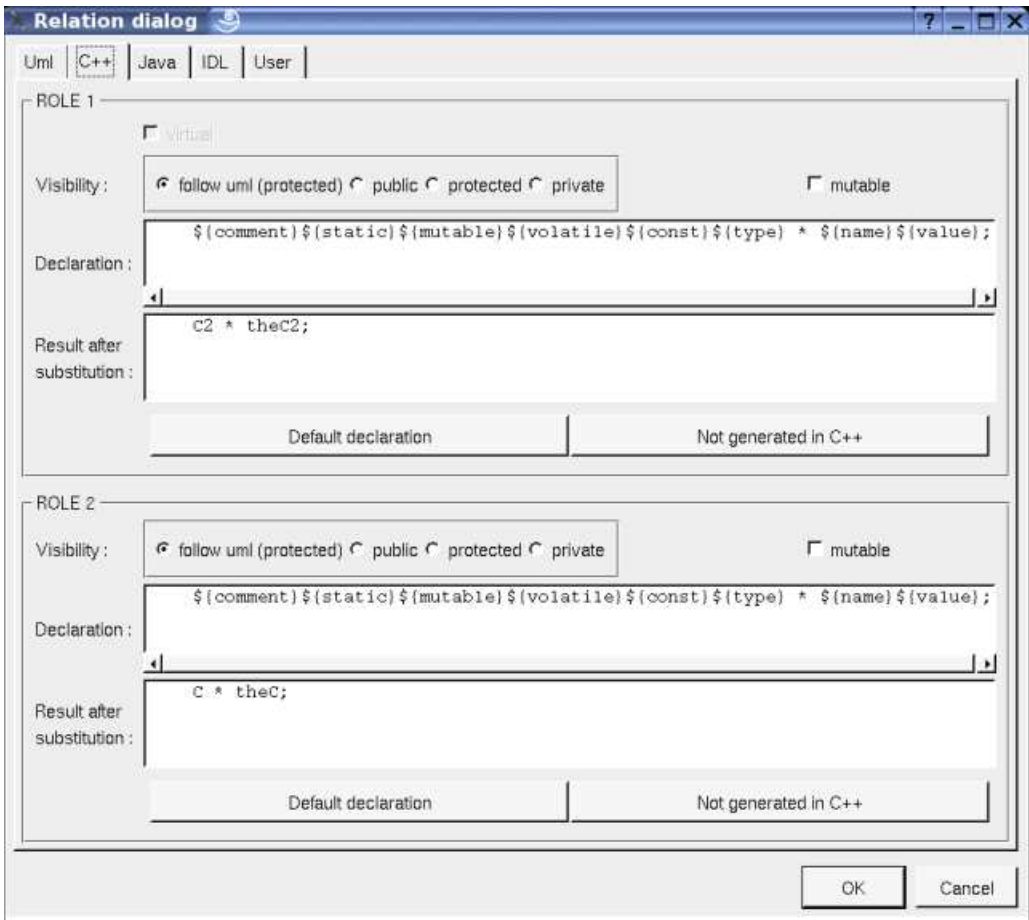 Relation dialog
Uml C++ Java IDL User
ROLE 1
virtual
Visibility : follow uml (protected) public protected private mutable
${comment}${static}${mutable}${volatile}${const}${type} * ${name}${value};
Declaration :
C2 * theC2;
Result after
substitution :
Default declaration Not generated in C++
ROLE 2
Visibility : follow uml (protected) public protected private mutable
${comment}${static}${mutable}${volatile}${const}${type} * ${name}${value};
Declaration :
C * theC;
Result after
substitution :
Default declaration Not generated in C++
OK Cancel